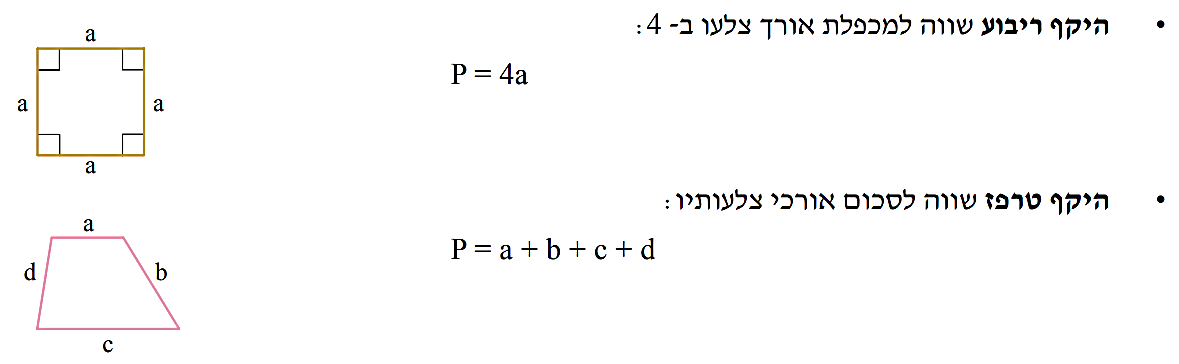 • היקף ריבוע שווה למכפלת אורך צלעו ב- 4:
P = 4a
a
a
a
a
• היקף טרפז שווה לסכום אורכי צלעותיו:
P = a + b + c + d
a
d
b
c